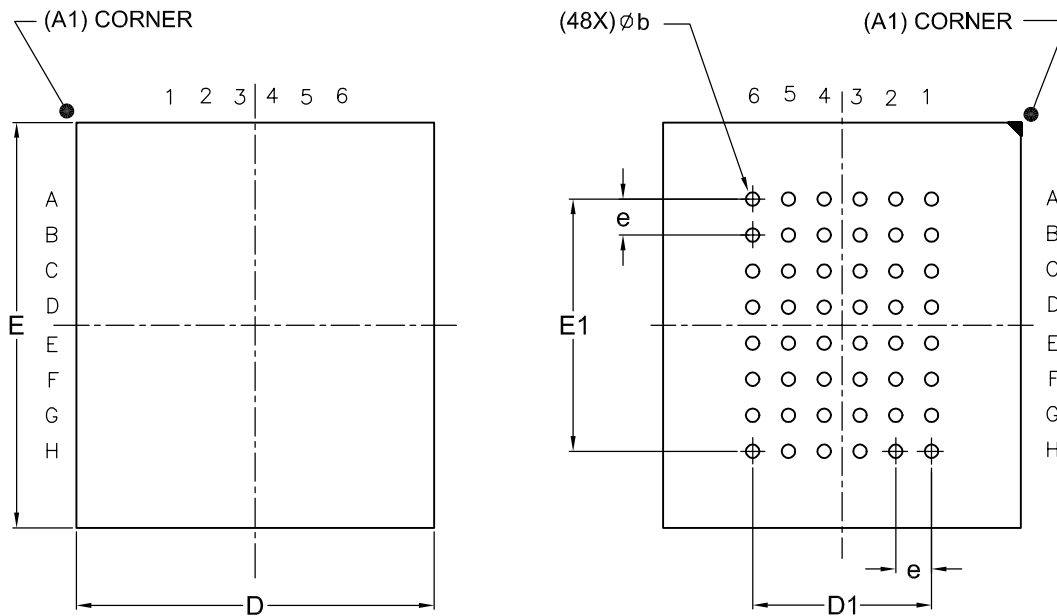 (A1) CORNER
1 2 3 4 5 6
A
B
C
D
E
F
G
H
E
D
(48X) Øb
(A1) CORNER
6 5 4 3 2 1
A
B
C
D
E
F
G
H
e
E1
e
D1